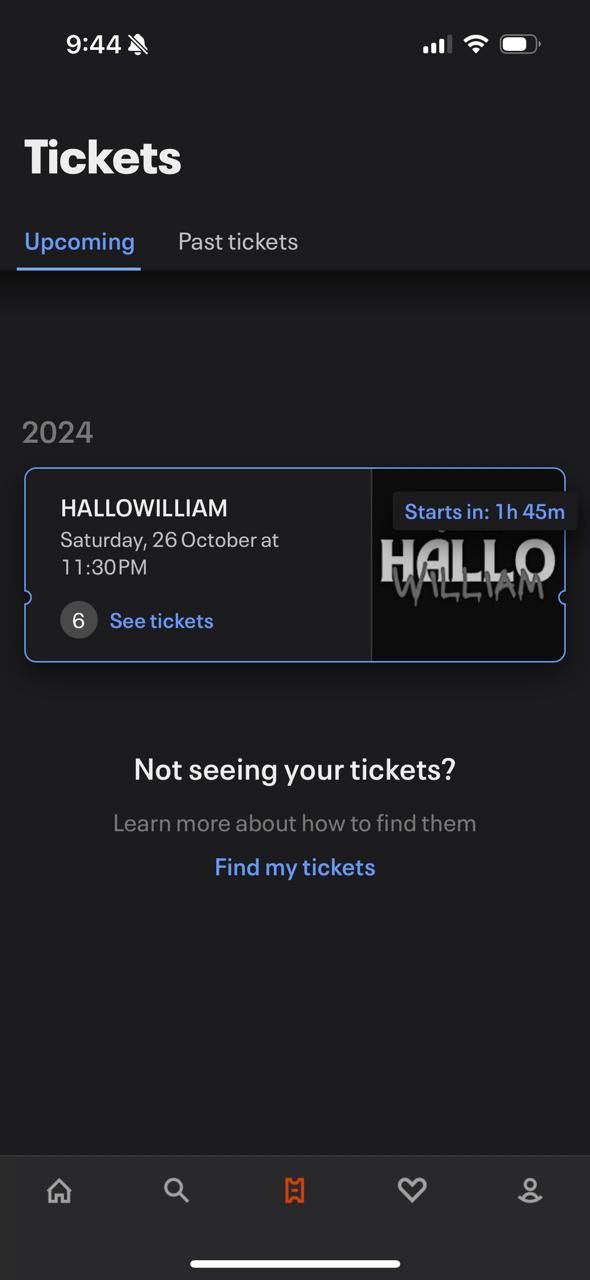 9:44
Tickets
Upcoming Past tickets
2024
HALLOWILLIAM
Saturday, 26 October at
11:30PM
6 See tickets
Starts in: 1h 45m
HALLO
WILLIAM
Not seeing your tickets?
Learn more about how to find them
Find my tickets